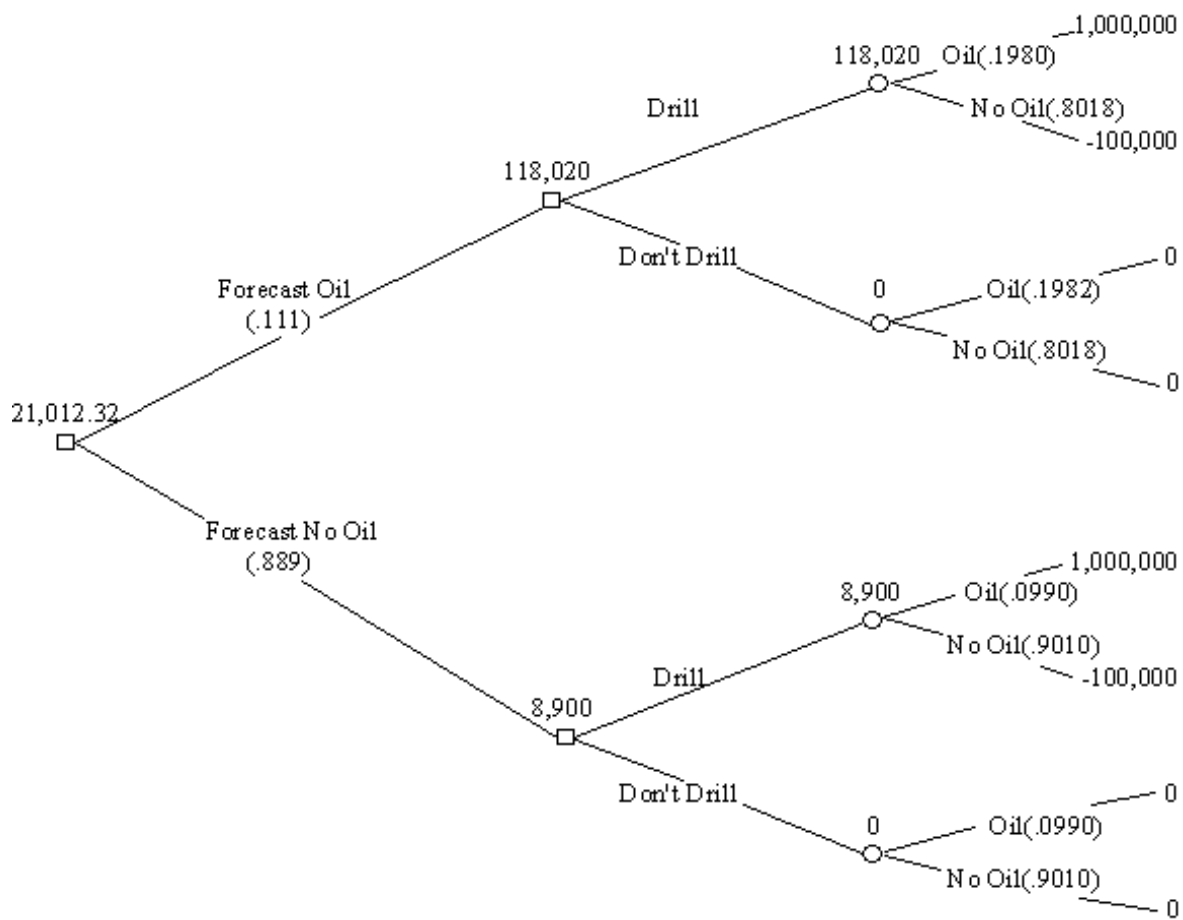 1,000,000
118,020
Oil(.1980)
Drill
No Oil(.8018)
-100,000
118,020
Don't Drill
0
Forecast Oil
(.111)
0
Oil(.1982)
No Oil(.8018)
0
21,012.32
Forecast No Oil
(.889)
1,000,000
8,900
Oil(.0990)
No Oil(.9010)
Drill
-100,000
8,900
Don't Drill
0
0
Oil(.0990)
No Oil(.9010)
0